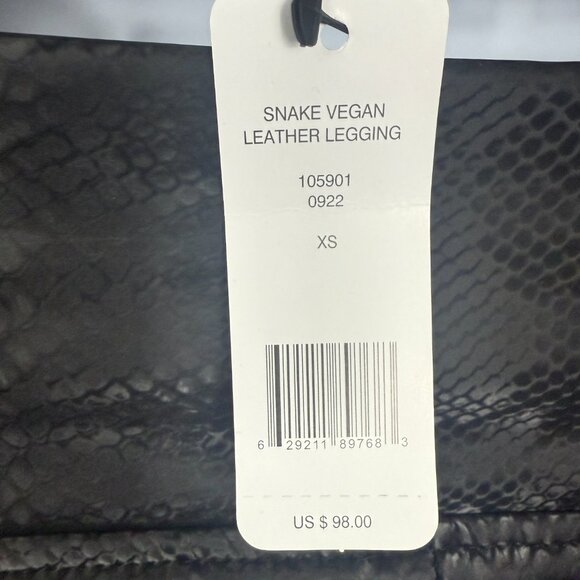 SNAKE VEGAN
LEATHER LEGGING
105901
0922
XS
6 29211 89768 3
US $ 98.00